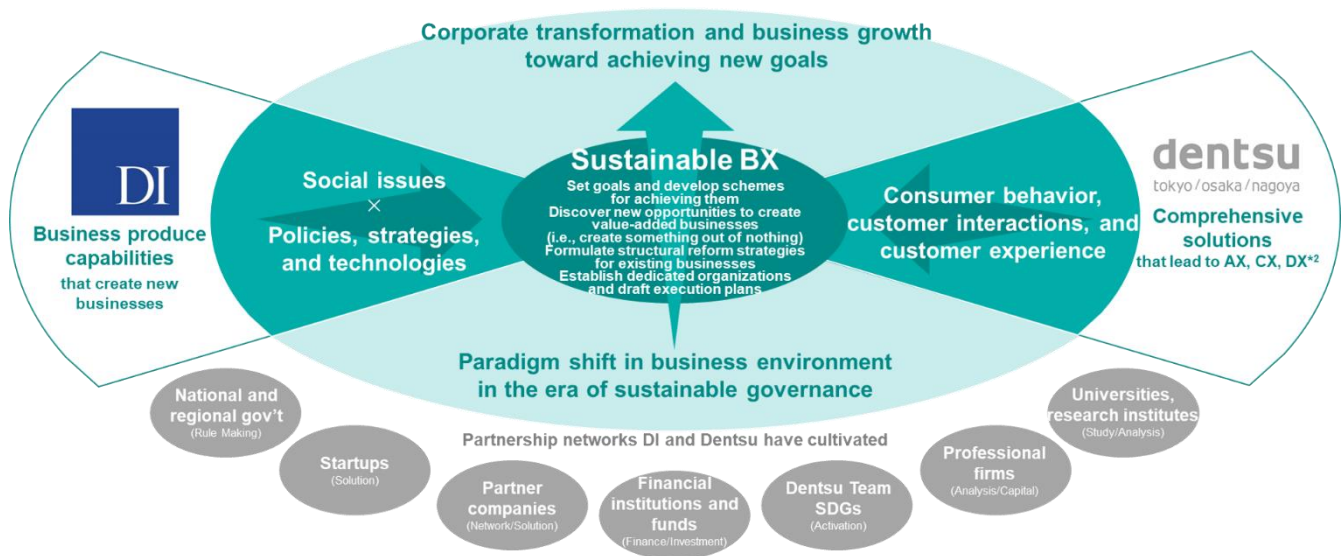 Corporate transformation and business growth
toward achieving new goals
DI
Business produce
capabilities
that create new
businesses
Social issues
×
Policies, strategies,
and technologies
Sustainable BX
Set goals and develop schemes
for achieving them
Discover new opportunities to create
value-added businesses
(i.e., create something out of nothing)
Formulate structural reform strategies
for existing businesses
Establish dedicated organizations
and draft execution plans
Consumer behavior,
customer interactions, and
customer experience
dentsu
tokyo/osaka/nagoya
Comprehensive
solutions
that lead to AX, CX, DX*2
Paradigm shift in business environment
in the era of sustainable governance
Partnership networks DI and Dentsu have cultivated
National and
regional gov't
(Rule Making)
Startups
(Solution)
Partner
companies
(Network/Solution)
Financial
institutions and
funds
(Finance/Investment)
Dentsu Team
SDGs
(Activation)
Professional
firms
(Analysis/Capital)
Universities,
research institutes
(Study/Analysis)